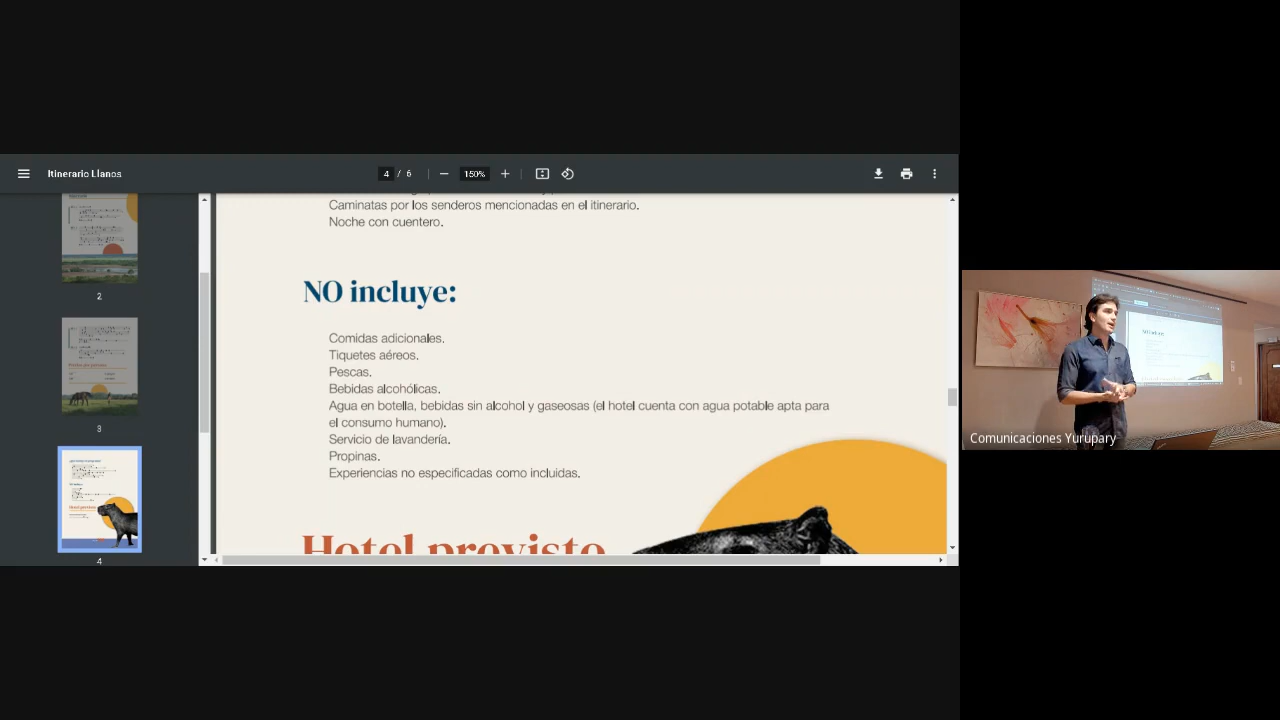 Itinerario Llanos
4 / 6
150%
2
3
4
Caminatas por los senderos mencionadas en el itinerario.
Noche con cuentero.
NO incluye:
Comidas adicionales.
Tiquetes aéreos.
Pescas.
Bebidas alcohólicas.
Agua en botella, bebidas sin alcohol y gaseosas (el hotel cuenta con agua potable apta para
el consumo humano).
Servicio de lavandería.
Propinas.
Experiencias no especificadas como incluidas.
Hotel previsto
Comunicaciones Yurupary